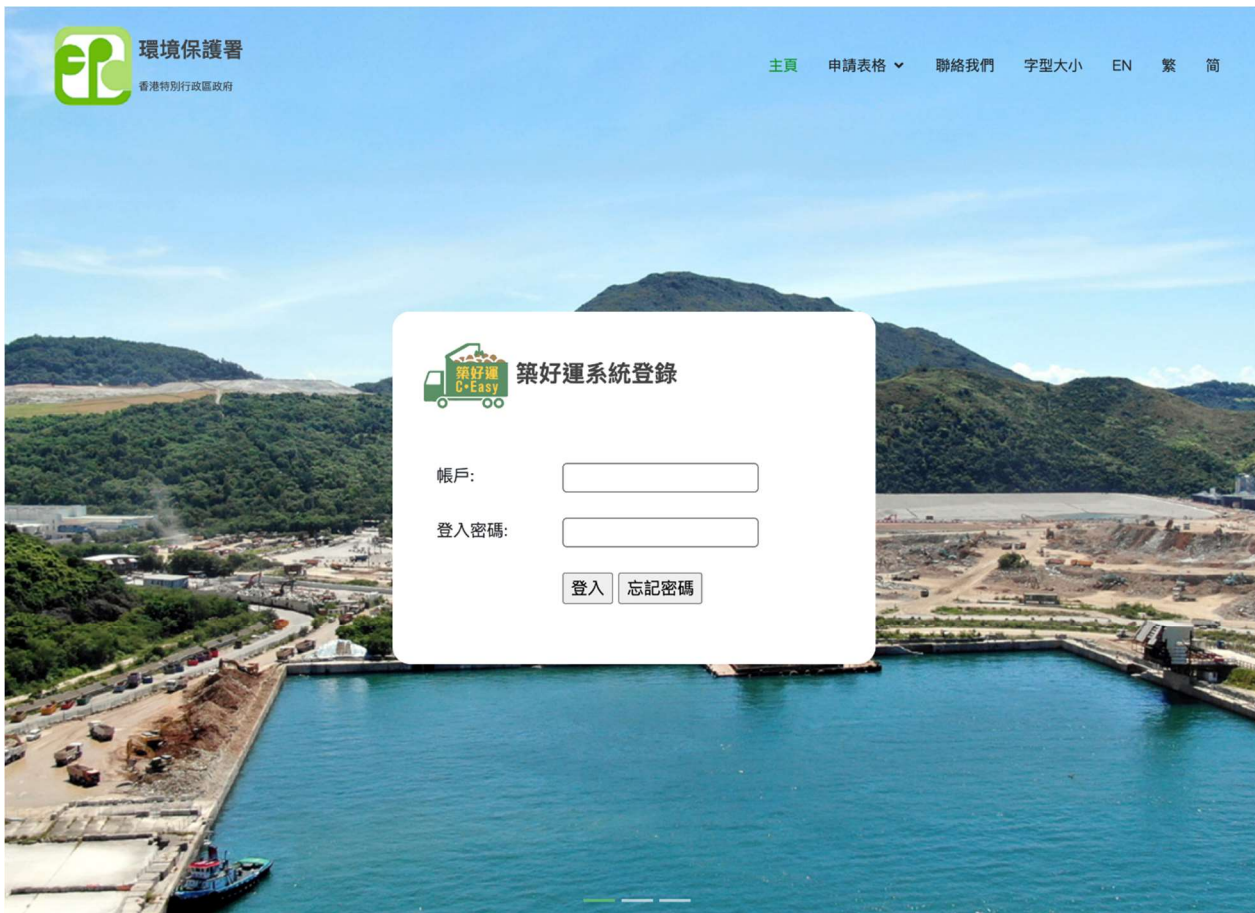 環境保護署
香港特別行政區政府
主頁 申請表格 聯絡我們 字型大小 EN 繁 简
築好運
C•Easy
築好運系統登錄
帳戶:
登入密碼:
登入 忘記密碼